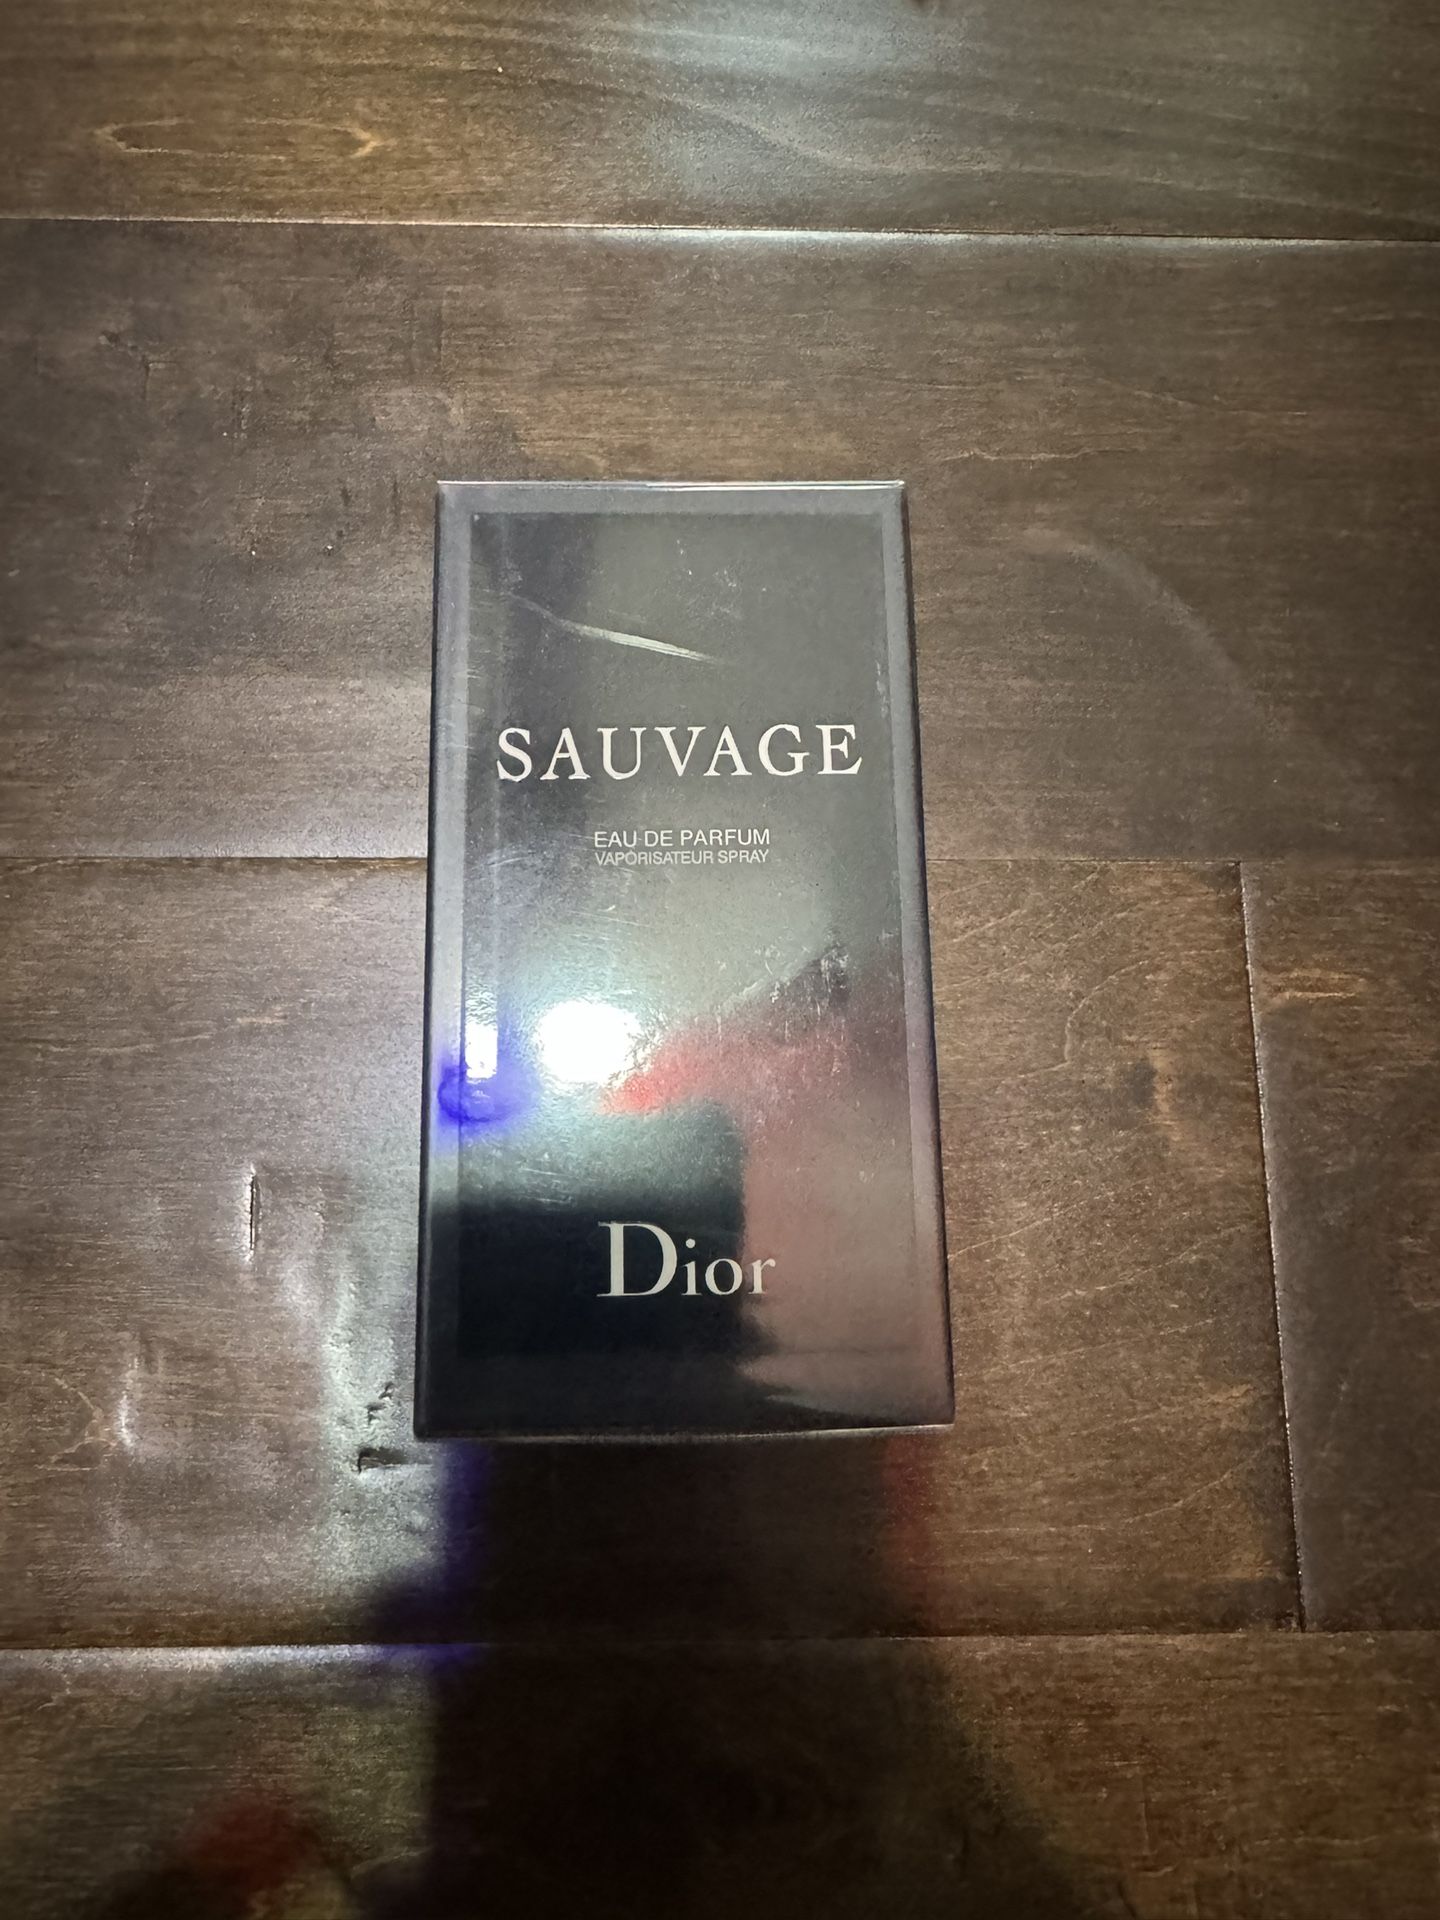 SAUVAGE
EAU DE PARFUM
VAPORISATEUR SPRAY
Dior